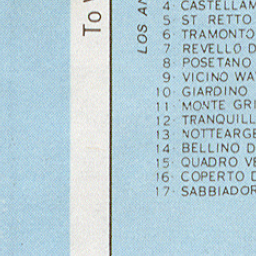 To
LOS AN
4 CASTELLAM
5 ST RETTO
6 TRAMONTO
7 REVELLO D
8 POSETANO
9 VICINO WA
10 GIARDINO
11 MONTE GRI
12 TRANQUILL
13 NOTTEARGE
14 BELLINO D
15 QUADRO VE
16 COPERTO D
17 SABBIADOR